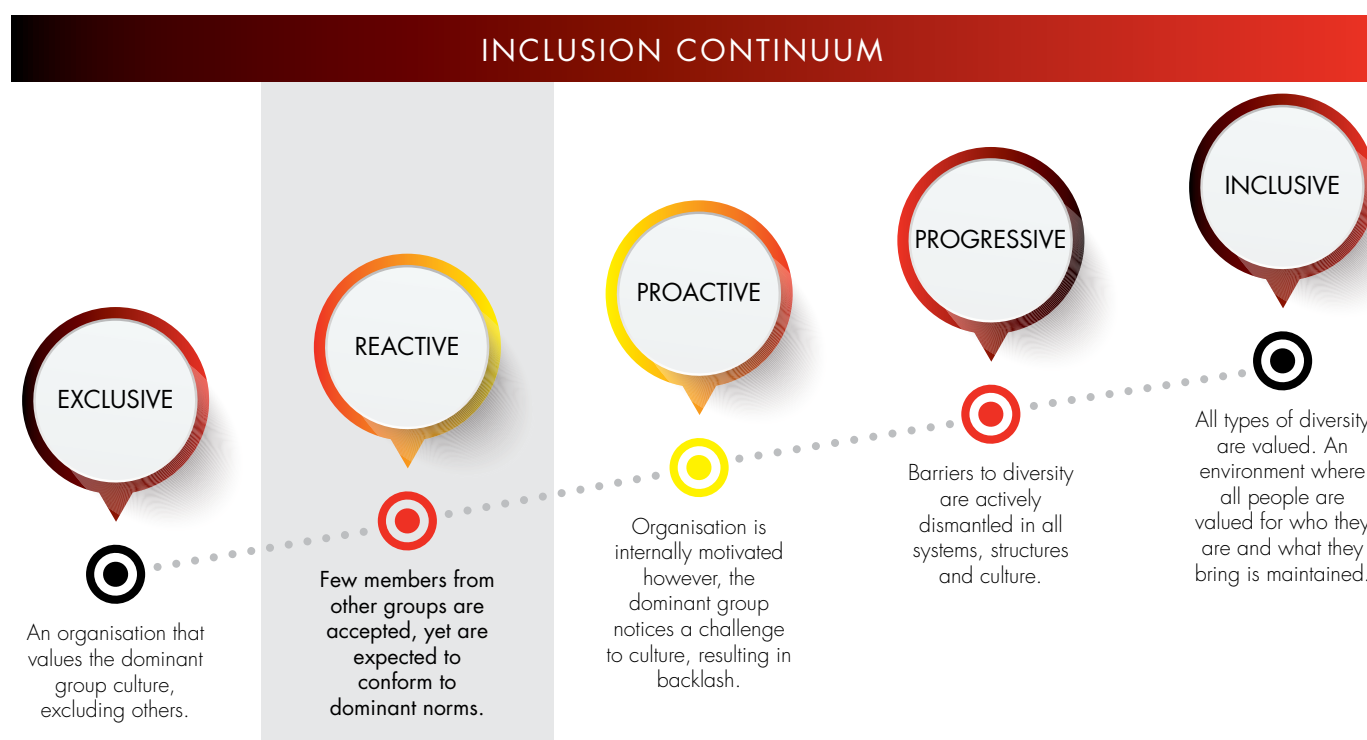 INCLUSION CONTINUUM
EXCLUSIVE
An organisation that
values the dominant
group culture,
excluding others.
REACTIVE
Few members from
other groups are
accepted, yet are
expected to
conform to
dominant norms.
PROACTIVE
Organisation is
internally motivated
however, the
dominant group
notices a challenge
to culture, resulting in
backlash.
PROGRESSIVE
Barriers to diversity
are actively
dismantled in all
systems, structures
and culture.
INCLUSIVE
All types of diversity
are valued. An
environment where
all people are
valued for who they
are and what they
bring is maintained.